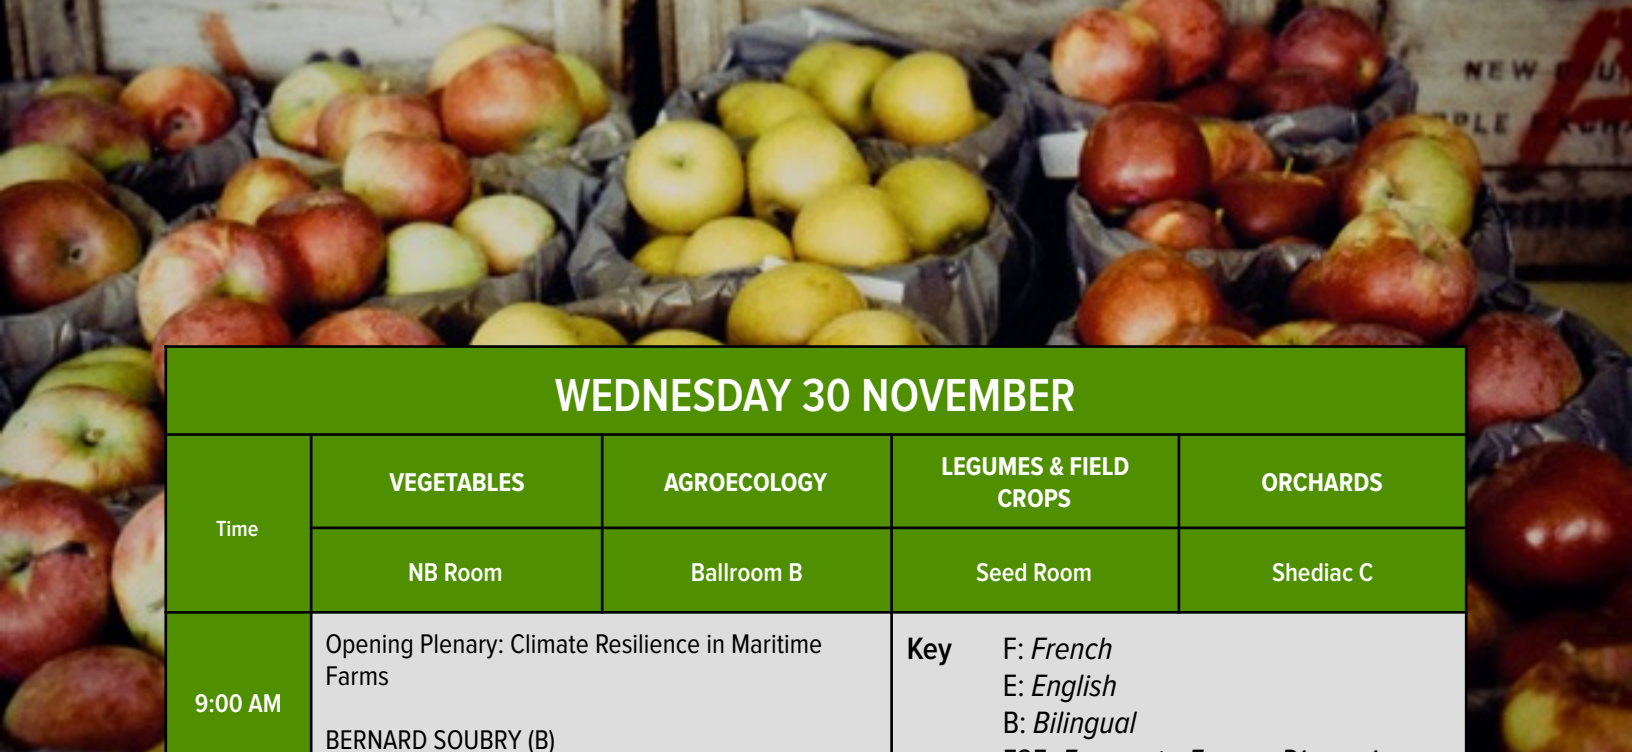 NEW
WEDNESDAY 30 NOVEMBER
Time
VEGETABLES
AGROECOLOGY
LEGUMES & FIELD
CROPS
ORCHARDS
NB Room
Ballroom B
Seed Room
Shediac C
9:00 AM
Opening Plenary: Climate Resilience in Maritime
Farms
BERNARD SOUBRY (B)
Key
F: French
E: English
B: Bilingual